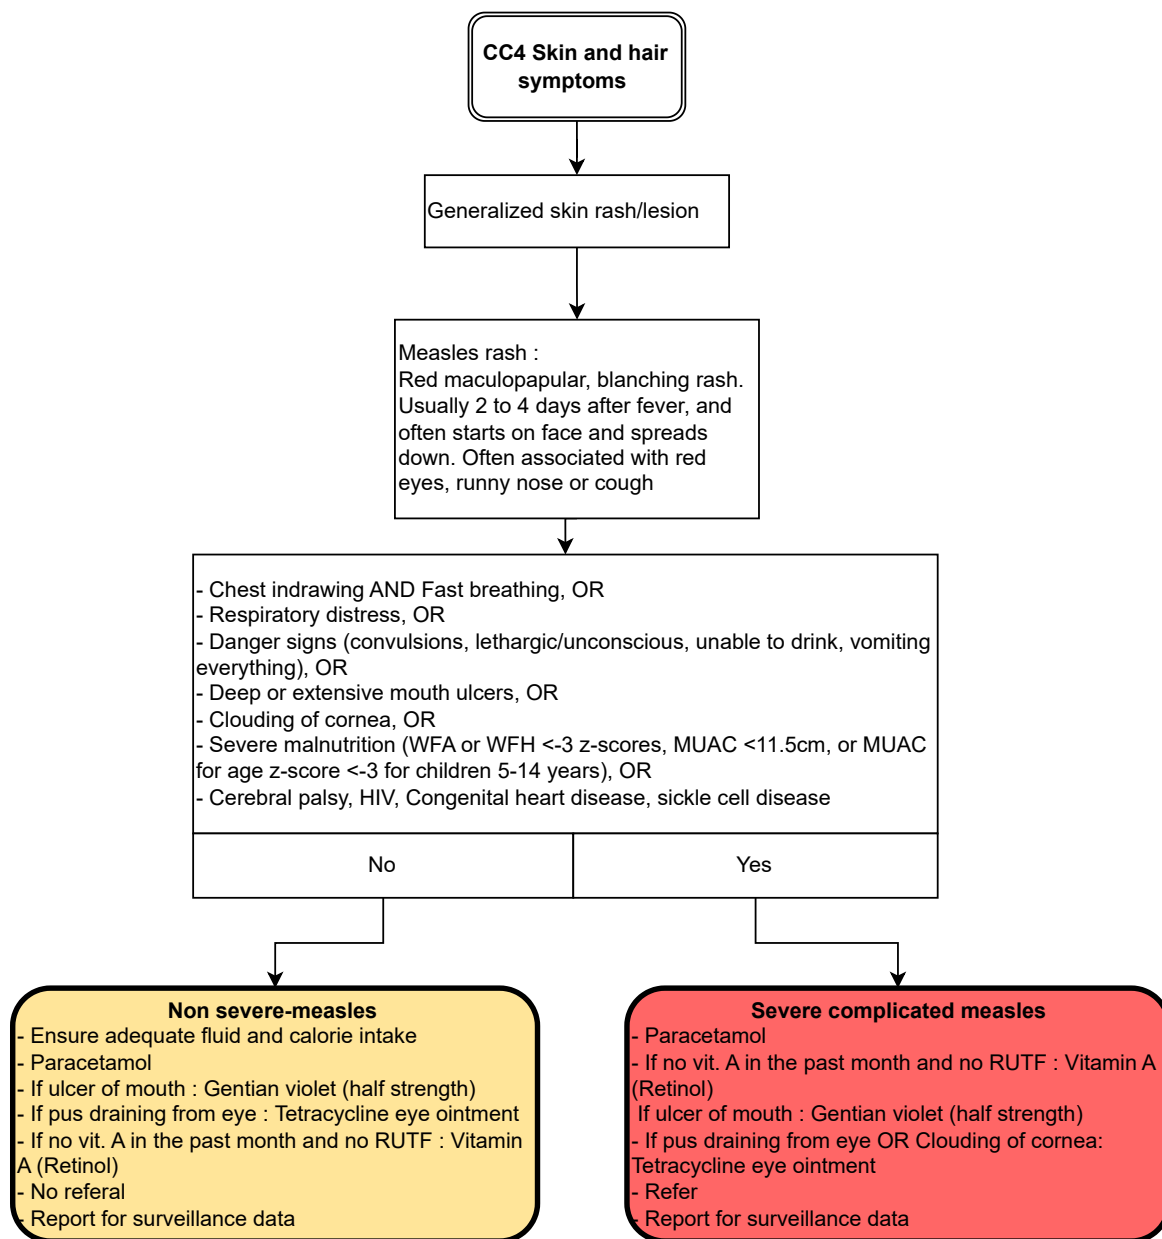 CC4 Skin and hair
symptoms
Generalized skin rash/lesion
Measles rash :
Red maculopapular, blanching rash.
Usually 2 to 4 days after fever, and
often starts on face and spreads
down. Often associated with red
eyes, runny nose or cough
- Chest indrawing AND Fast breathing, OR
- Respiratory distress, OR
- Danger signs (convulsions, lethargic/unconscious, unable to drink, vomiting
everything), OR
- Deep or extensive mouth ulcers, OR
- Clouding of cornea, OR
- Severe malnutrition (WFA or WFH <-3 z-scores, MUAC <11.5cm, or MUAC
for age z-score <-3 for children 5-14 years), OR
- Cerebral palsy, HIV, Congenital heart disease, sickle cell disease
No
Yes
Non severe-measles
- Ensure adequate fluid and calorie intake
- Paracetamol
- If ulcer of mouth : Gentian violet (half strength)
- If pus draining from eye : Tetracycline eye ointment
- If no vit. A in the past month and no RUTF : Vitamin
A (Retinol)
- No referal
- Report for surveillance data
Severe complicated measles
- Paracetamol
- If no vit. A in the past month and no RUTF : Vitamin A
(Retinol)
If ulcer of mouth : Gentian violet (half strength)
- If pus draining from eye OR Clouding of cornea:
Tetracycline eye ointment
- Refer
- Report for surveillance data